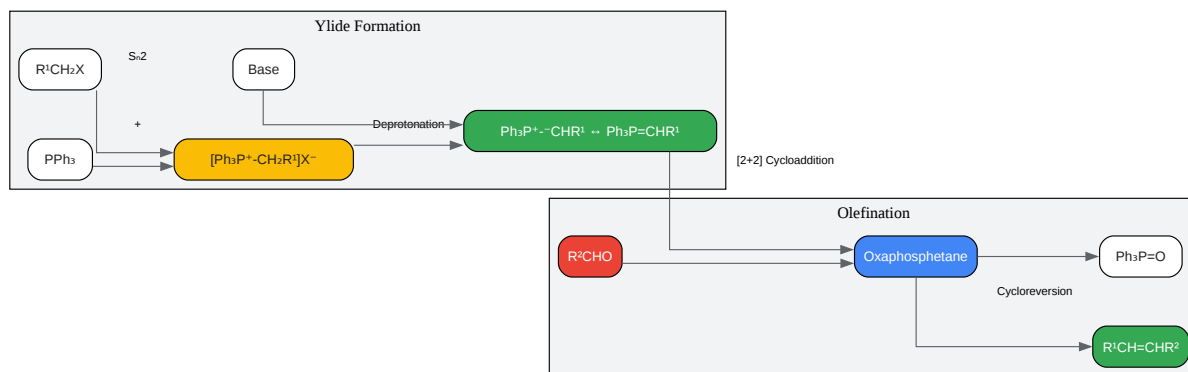 Ylide Formation
R¹CH₂X
Sₙ2
Base
+
Deprotonation
Ph₃P⁺-⁻CHR¹ ↔ Ph₃P=CHR¹
PPh₃
[Ph₃P⁺-CH₂R¹]X⁻
[2+2] Cycloaddition
Olefination
R²CHO
Oxaphosphetane
Ph₃P=O
Cycloreversion
R¹CH=CHR²